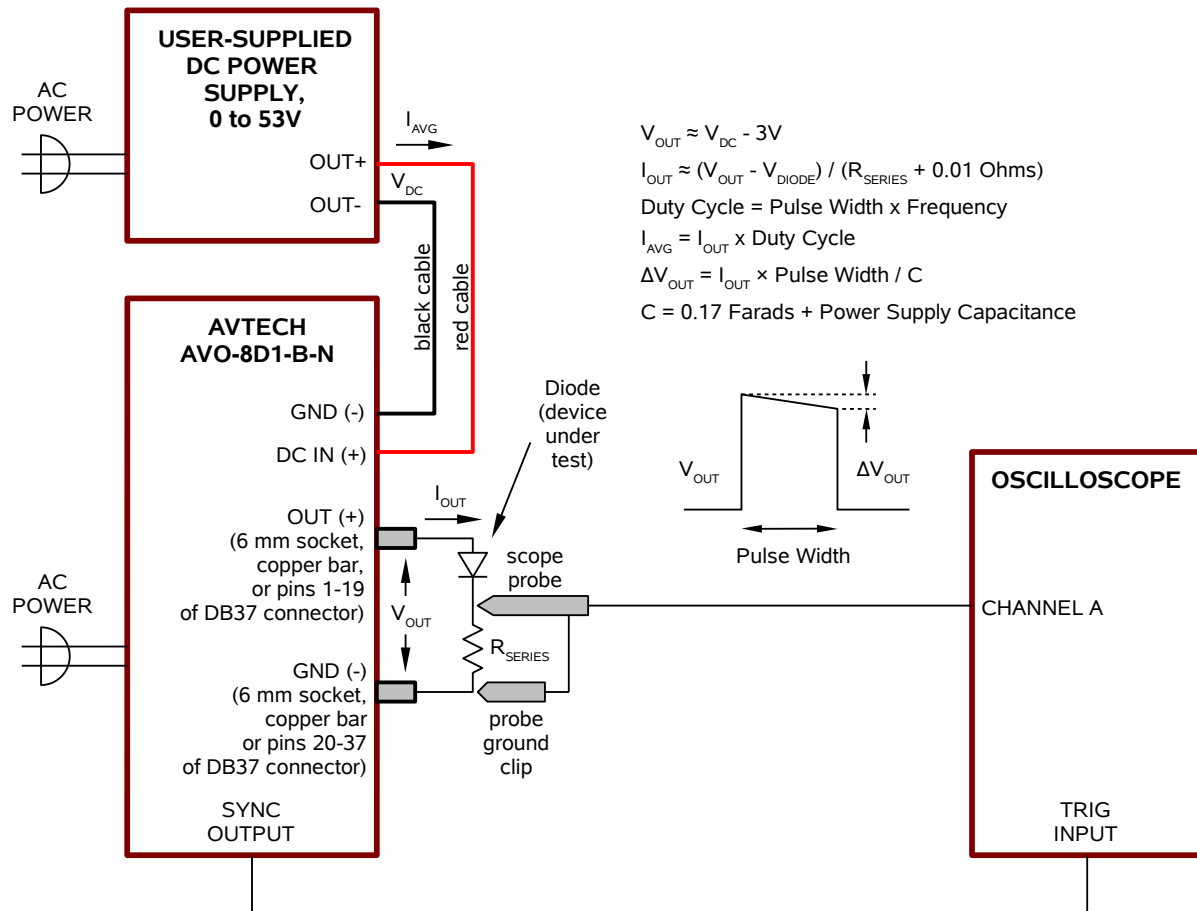 USER-SUPPLIED
DC POWER
SUPPLY,
0 to 53V
AC
POWER
OUT+
OUT-
I_AVG
V_DC
black cable
red cable
V_OUT ≈ V_DC - 3V
I_OUT ≈ (V_OUT - V_DIODE) / (R_SERIES + 0.01 Ohms)
Duty Cycle = Pulse Width x Frequency
I_AVG = I_OUT x Duty Cycle
ΔV_OUT = I_OUT × Pulse Width / C
C = 0.17 Farads + Power Supply Capacitance
AVTECH
AVO-8D1-B-N
GND (-)
DC IN (+)
OUT (+)
(6 mm socket,
copper bar,
or pins 1-19
of DB37 connector)
GND (-)
(6 mm socket,
copper bar
or pins 20-37
of DB37 connector)
SYNC
OUTPUT
AC
POWER
I_OUT
V_OUT
Diode
(device
under
test)
R_SERIES
scope
probe
probe
ground
clip
V_OUT
ΔV_OUT
Pulse Width
OSCILLOSCOPE
CHANNEL A
TRIG
INPUT